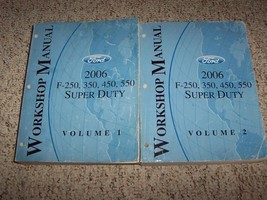 WORKSHOP MANUAL
Ford
2006
F-250, 350, 450, 550
SUPER DUTY
VOLUME 1
WORKSHOP MANUAL
Ford
2006
F-250, 350, 450, 550
SUPER DUTY
VOLUME 2